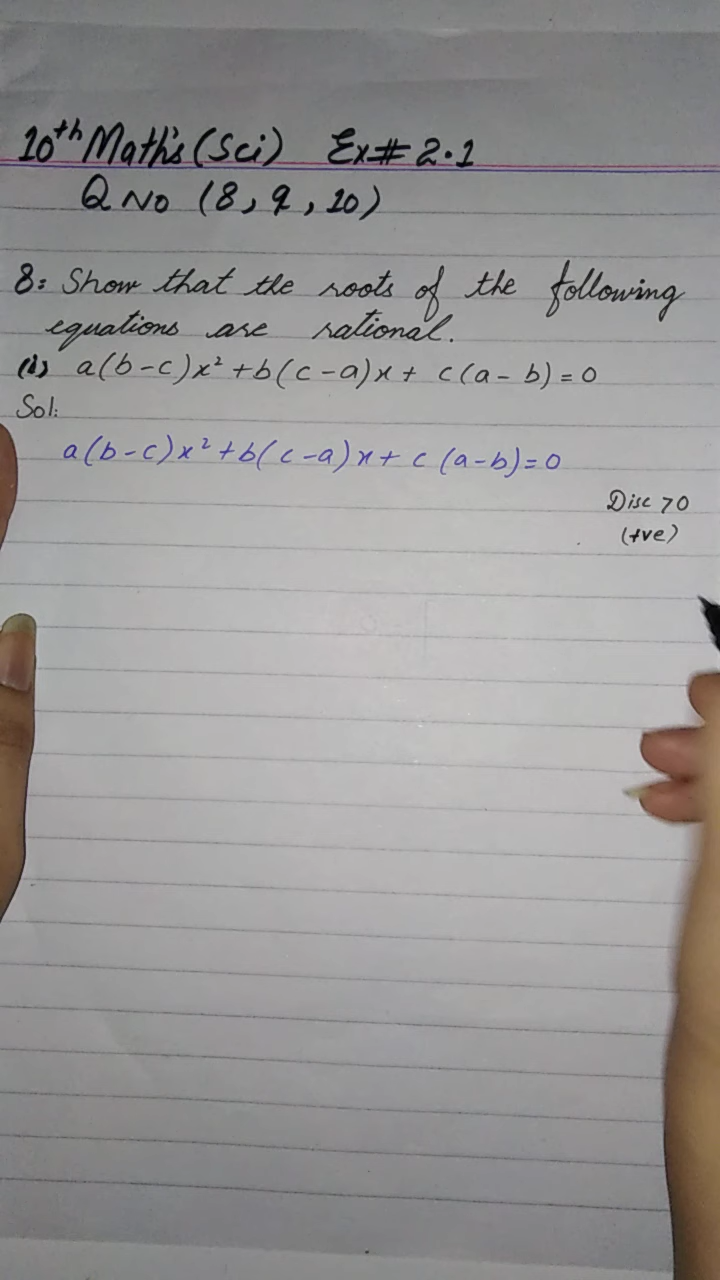 10th Math's (Sci) Ex# 2.1
Q No (8, 9, 10)
8: Show that the roots of the following
equations are rational.
(i) a(b-c)x² + b(c-a)x + c(a-b) = 0
Sol:
a(b-c)x² + b(c-a)x + c(a-b) = 0
Disc > 0
(+ve)